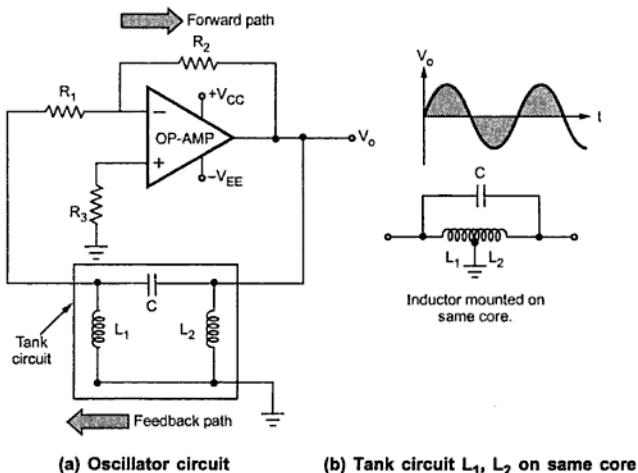 Forward path
R2
R1
+VCC
−
OP-AMP
Vo
+
−VEE
R3
C
L1
L2
Tank
circuit
Feedback path
(a) Oscillator circuit
Vo
t
C
L1 L2
Inductor mounted on
same core.
(b) Tank circuit L1, L2 on same core